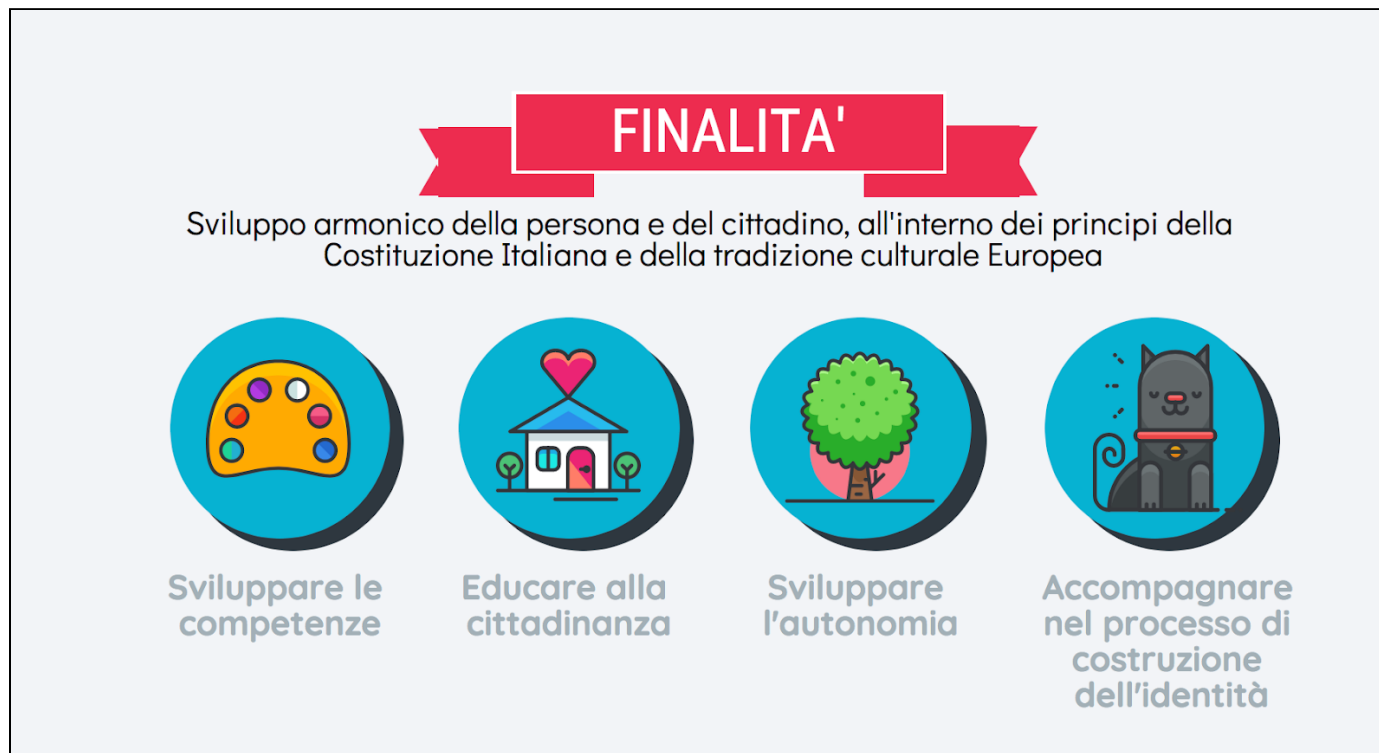 FINALITA'
Sviluppo armonico della persona e del cittadino, all'interno dei principi della
Costituzione Italiana e della tradizione culturale Europea
Sviluppare le
competenze
Educare alla
cittadinanza
Sviluppare
l'autonomia
Accompagnare
nel processo di
costruzione
dell'identità